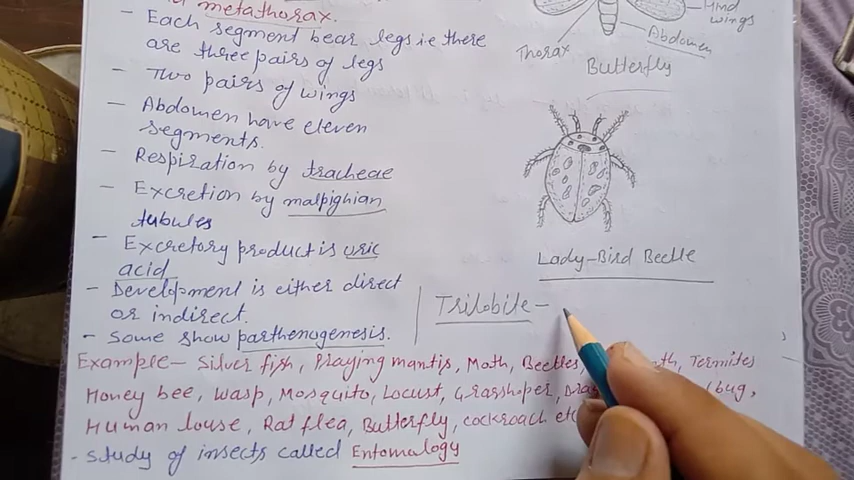 metathorax.
- Each segment bear legs i.e there
are three pairs of legs
- Two pairs of wings
- Abdomen have eleven
segments.
- Respiration by tracheae
- Excretion by malpighian
tubules
- Excretory product is uric
acid
- Development is either direct
or indirect.
- Some show parthenogenesis.
Hind
wings
Abdomen
Thorax
Butterfly
Lady-Bird Beetle
Trilobite-
Example- Silver fish, Praying mantis, Moth, Beetles, Termites
Honey bee, wasp, Mosquito, Locust, Grasshoper, bug,
Human louse, Rat flea, Butterfly, cockroach etc
- Study of insects called Entomology